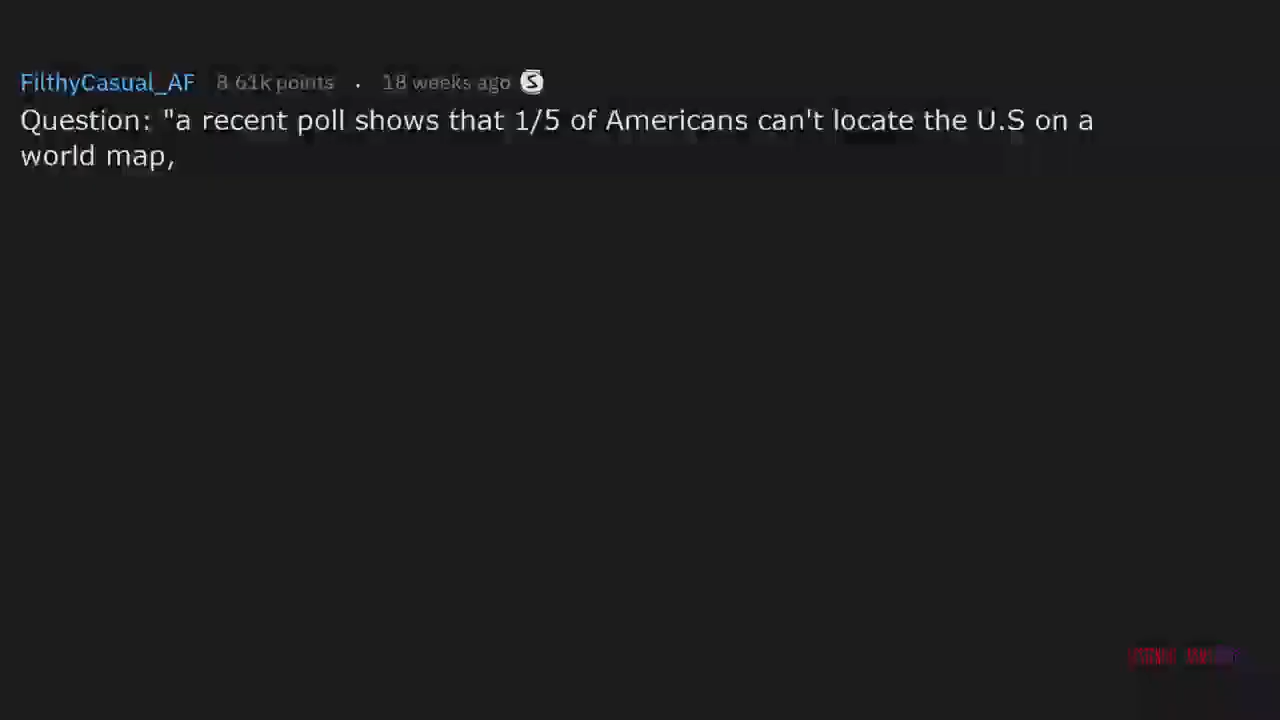 FilthyCasual_AF 8.61k points . 18 weeks ago S
Question: "a recent poll shows that 1/5 of Americans can't locate the U.S on a
world map,